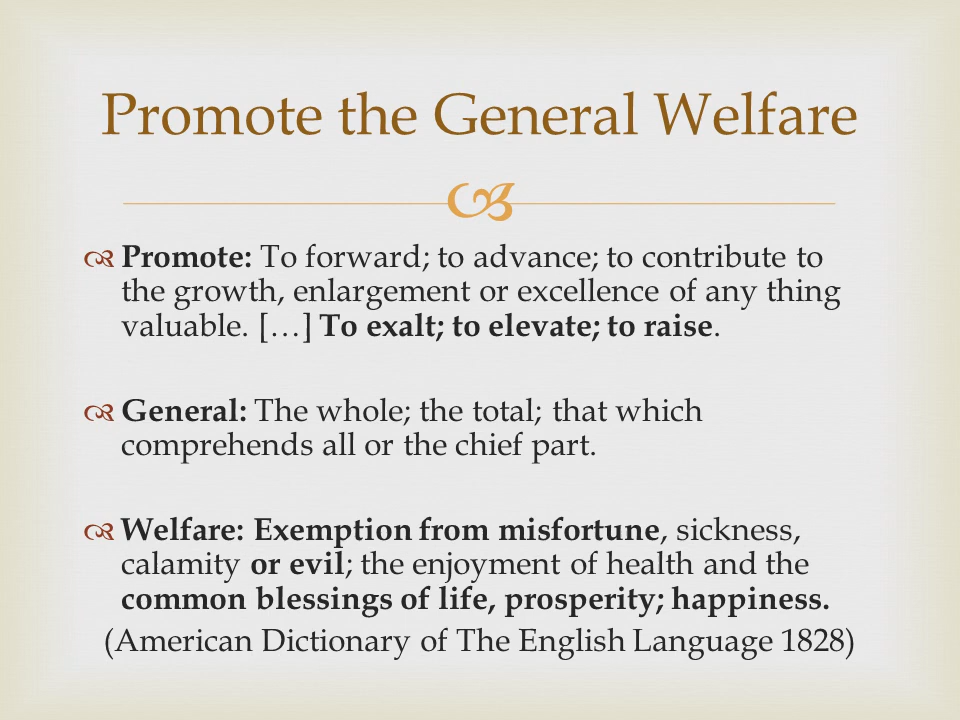 Promote the General Welfare
Promote: To forward; to advance; to contribute to
the growth, enlargement or excellence of any thing
valuable. […] To exalt; to elevate; to raise.
General: The whole; the total; that which
comprehends all or the chief part.
Welfare: Exemption from misfortune, sickness,
calamity or evil; the enjoyment of health and the
common blessings of life, prosperity; happiness.
(American Dictionary of The English Language 1828)